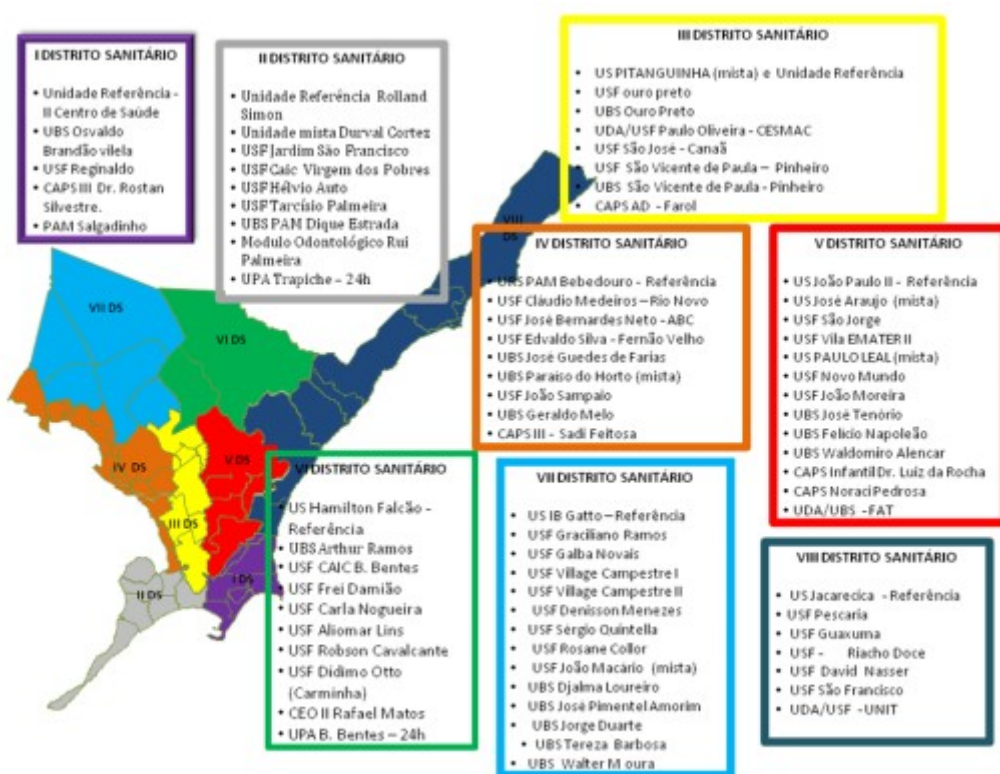 I DISTRITO SANITÁRIO
• Unidade Referência -
II Centro de Saúde
• UBS Osvaldo
Brandão vilela
• USF Reginaldo
• CAPS III Dr. Rostan
Silvestre.
• PAM Salgadinho
II DISTRITO SANITÁRIO
• Unidade Referência Rolland
Simon
• Unidade mista Durval Cortez
• USF Jardim São Francisco
• USF Caic Virgem dos Pobres
• USF Hélvio Auto
• USF Tarcísio Palmeira
• UBS PAM Dique Estrada
• Modulo Odontológico Rui
Palmeira
• UPA Trapiche – 24h
III DISTRITO SANITÁRIO
• US PITANGUINHA (mista) e Unidade Referência
• USF ouro preto
• UBS Ouro Preto
• UDA/USF Paulo Oliveira - CESMAC
• USF São José - Canaã
• USF São Vicente de Paula – Pinheiro
• UBS São Vicente de Paula - Pinheiro
• CAPS AD - Farol
IV DISTRITO SANITÁRIO
• UBS PAM Bebedouro - Referência
• USF Cláudio Medeiros – Rio Novo
• USF José Bernardes Neto - ABC
• USF Edvaldo Silva - Fernão Velho
• UBS José Guedes de Farias
• UBS Paraíso do Horto (mista)
• USF João Sampaio
• UBS Geraldo Melo
• CAPS III - Sadi Feitosa
V DISTRITO SANITÁRIO
• US João Paulo II - Referência
• US José Araujo (mista)
• USF São Jorge
• USF Vila EMATER II
• US PAULO LEAL (mista)
• USF Novo Mundo
• USF João Moreira
• UBS José Tenório
• UBS Felício Napoleão
• UBS Waldomiro Alencar
• CAPS Infantil Dr. Luiz da Rocha
• CAPS Noraci Pedrosa
• UDA/UBS - FAT
VI DISTRITO SANITÁRIO
• US Hamilton Falcão -
Referência
• UBS Arthur Ramos
• USF CAIC B. Bentes
• USF Frei Damião
• USF Carla Nogueira
• USF Aliomar Lins
• USF Robson Cavalcante
• USF Didimo Otto
(Carminha)
• CEO II Rafael Matos
• UPA B. Bentes – 24h
VII DISTRITO SANITÁRIO
• US IB Gatto – Referência
• USF Graciliano Ramos
• USF Galba Novais
• USF Village Campestre I
• USF Village Campestre II
• USF Denisson Menezes
• USF Sérgio Quintella
• USF Rosane Collor
• USF João Macário (mista)
• UBS Djalma Loureiro
• UBS José Pimentel Amorim
• UBS Jorge Duarte
• UBS Tereza Barbosa
• UBS Walter Moura
VIII DISTRITO SANITÁRIO
• US Jacarecica - Referência
• USF Pescaria
• USF Guaxuma
• USF - Riacho Doce
• USF David Nasser
• USF São Francisco
• UDA/USF - UNIT
VIII
DS
VII DS
VI DS
IV DS
V DS
III DS
I DS
II DS